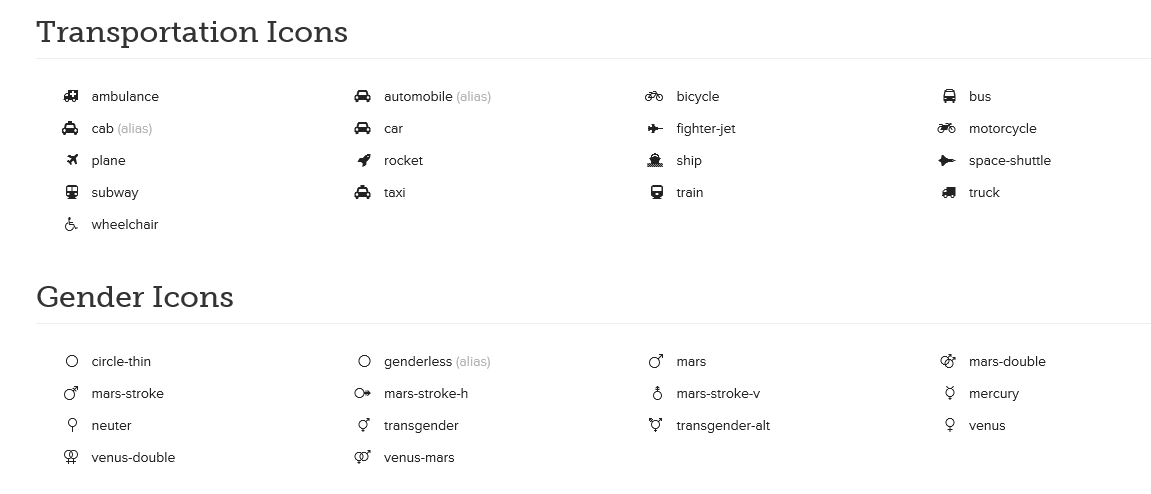 Transportation Icons
ambulance automobile (alias) bicycle bus
cab (alias) car fighter-jet motorcycle
plane rocket ship space-shuttle
subway taxi train truck
wheelchair
Gender Icons
circle-thin genderless (alias) mars mars-double
mars-stroke mars-stroke-h mars-stroke-v mercury
neuter transgender transgender-alt venus
venus-double venus-mars